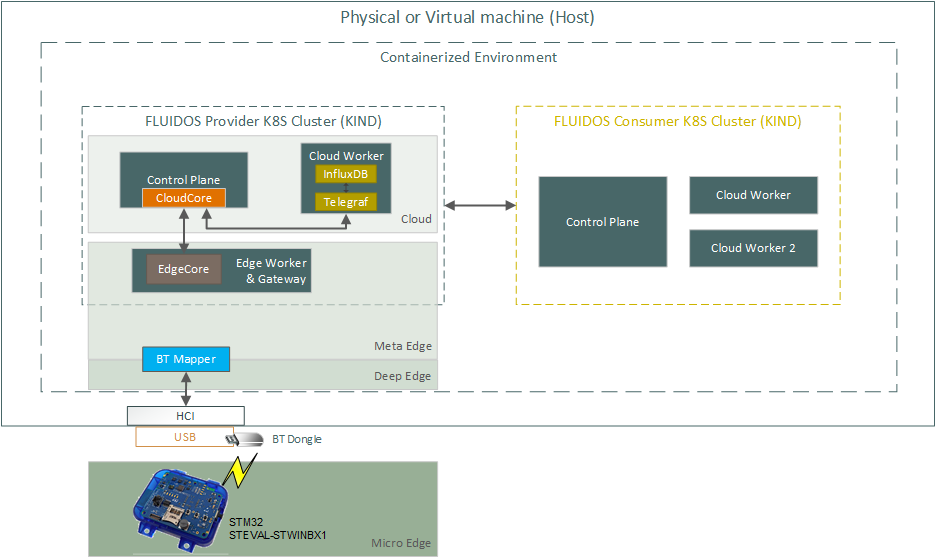 Physical or Virtual machine (Host)
Containerized Environment
FLUIDOS Provider K8S Cluster (KIND)
Control Plane
CloudCore
Cloud Worker
InfluxDB
Telegraf
Cloud
EdgeCore
Edge Worker
& Gateway
Meta Edge
BT Mapper
Deep Edge
FLUIDOS Consumer K8S Cluster (KIND)
Control Plane
Cloud Worker
Cloud Worker 2
HCI
USB
BT Dongle
STM32
STEVAL-STWINBX1
Micro Edge